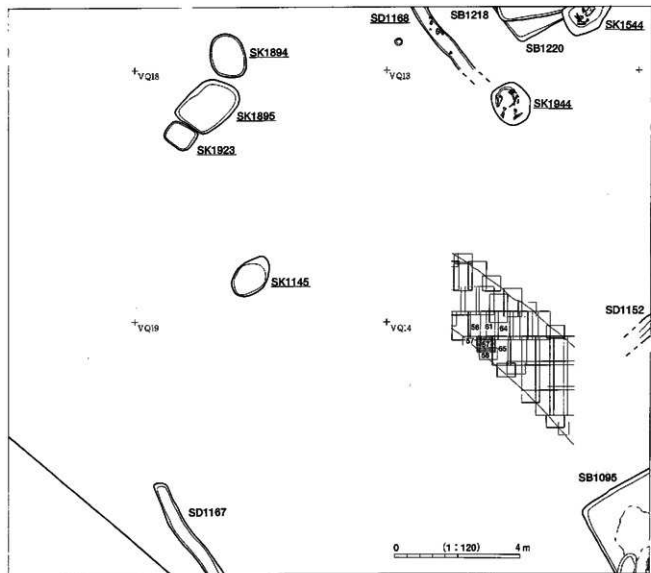 SD1168
SB1218
SK1544
SB1220
SK1894
VQ18
VQ13
SK1895
SK1944
SK1923
SK1145
SD1152
VQ19
VQ14
56
61
64
57
65
58
SB1095
SD1167
0 (1:120) 4m